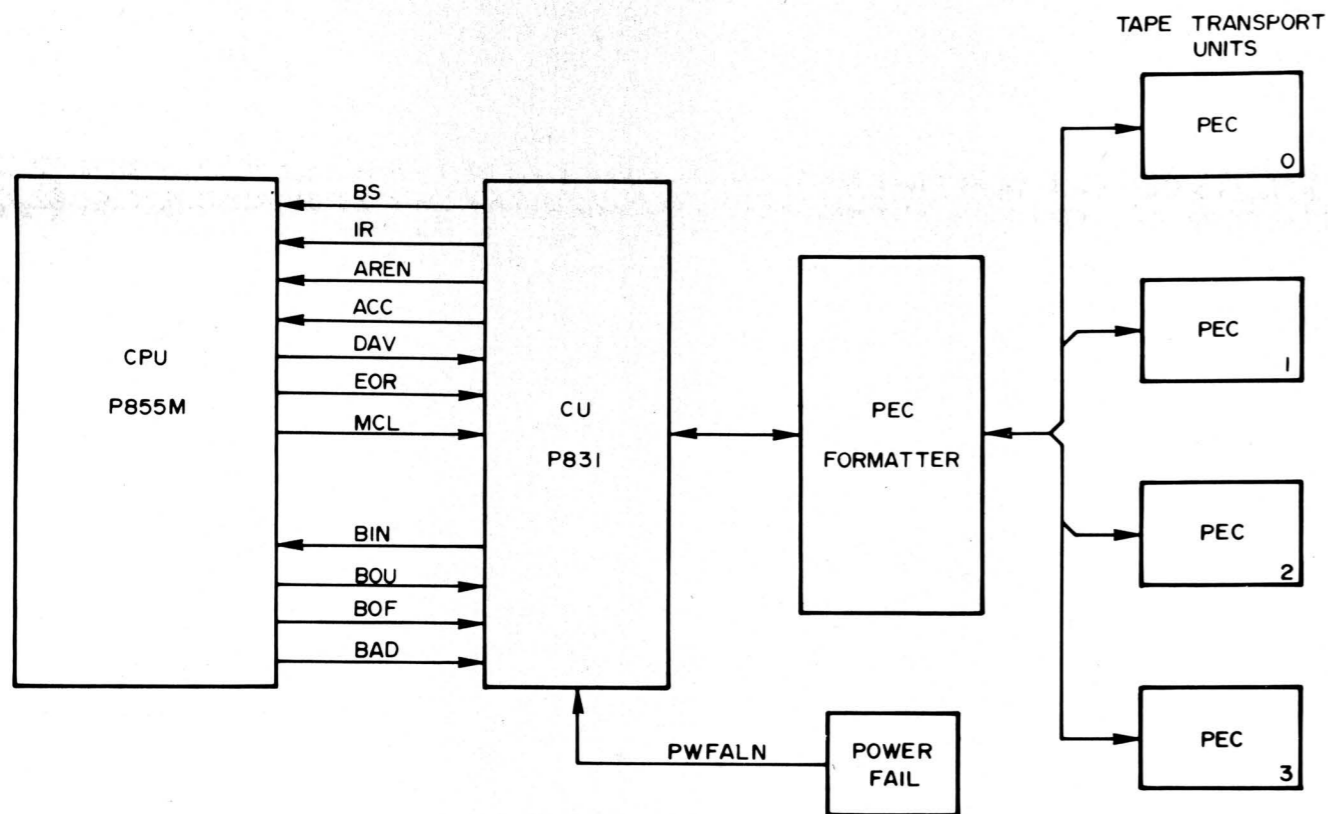 TAPE TRANSPORT
UNITS
PEC
0
BS
IR
AREN
ACC
DAV
EOR
MCL
BIN
BOU
BOF
BAD
CPU
P855M
CU
P831
PEC
FORMATTER
PEC
1
PEC
2
PEC
3
PWFALN
POWER
FAIL